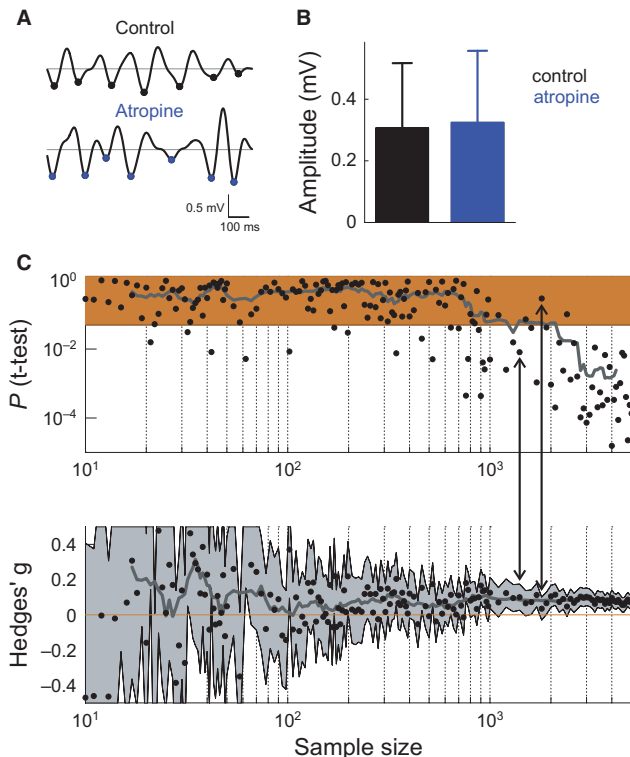 A
Control
Atropine
0.5 mV
100 ms
B
Amplitude (mV)
0.4
0.2
0
control
atropine
C
P (t-test)
10^0
10^−2
10^−4
10^1
10^2
10^3
Hedges' g
0.4
0.2
0
−0.2
−0.4
10^1
10^2
10^3
Sample size